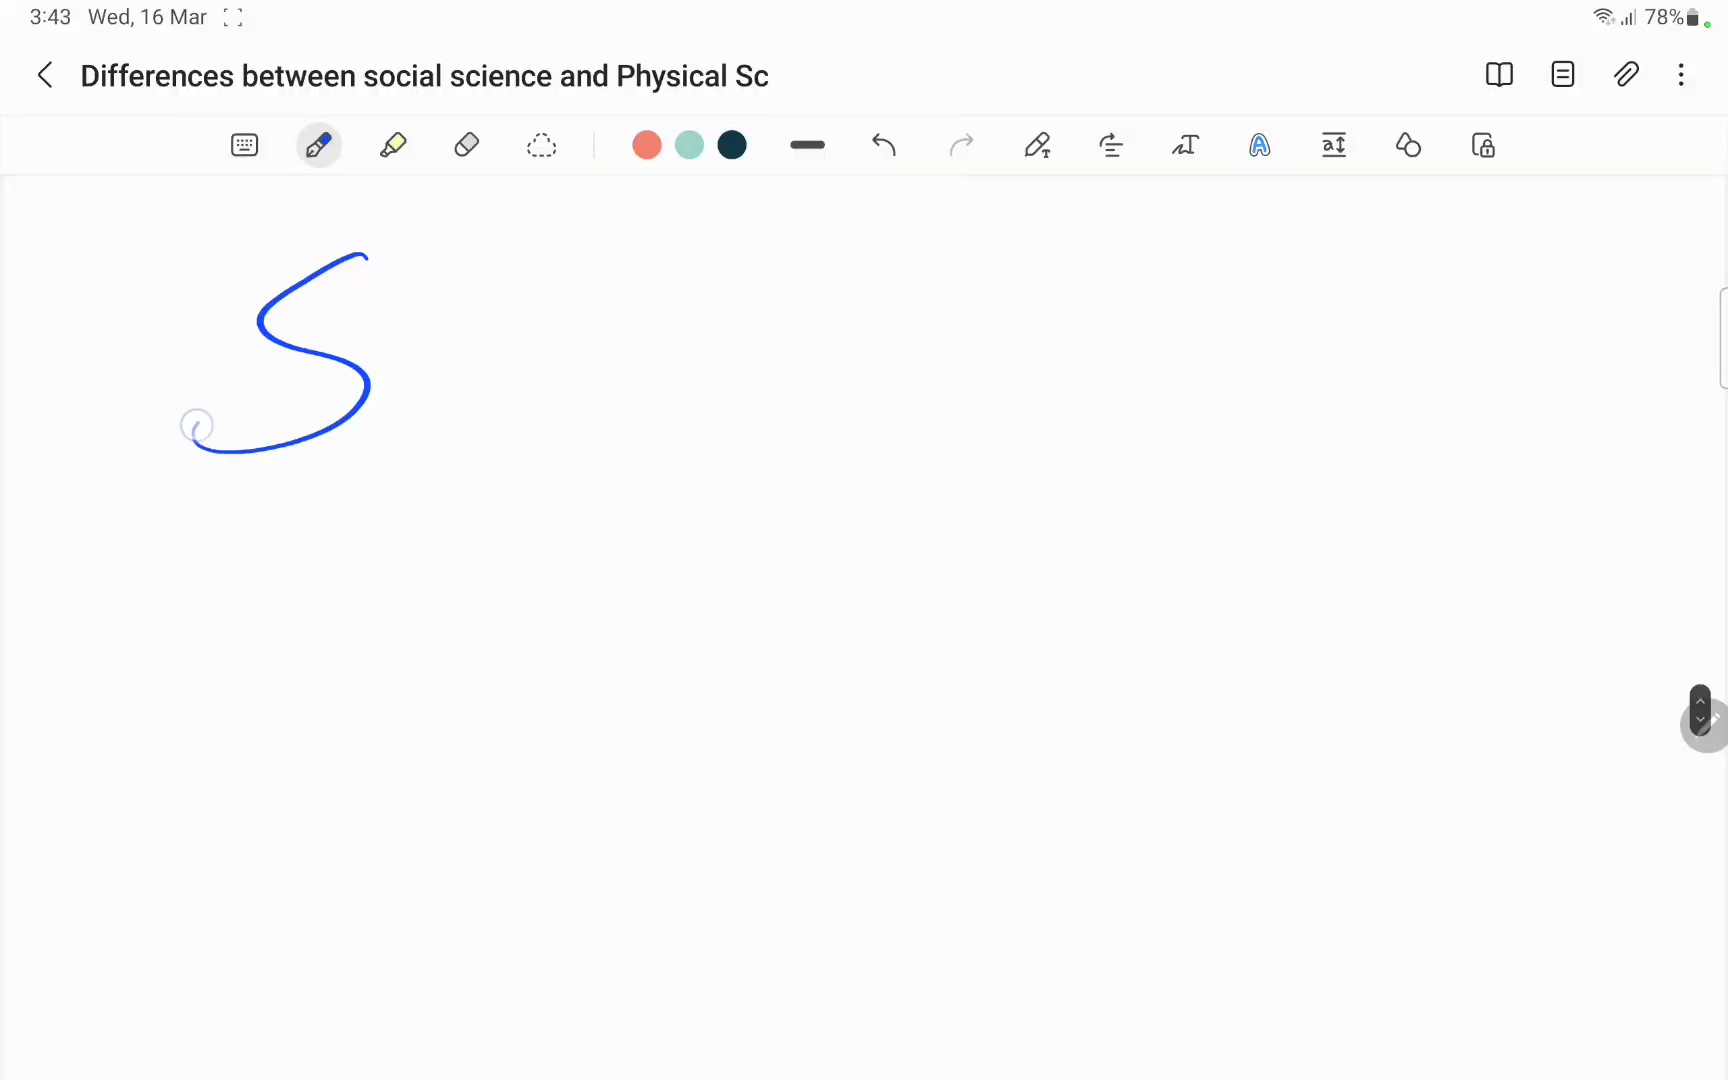 3:43 Wed, 16 Mar 78%
Differences between social science and Physical Sc
S